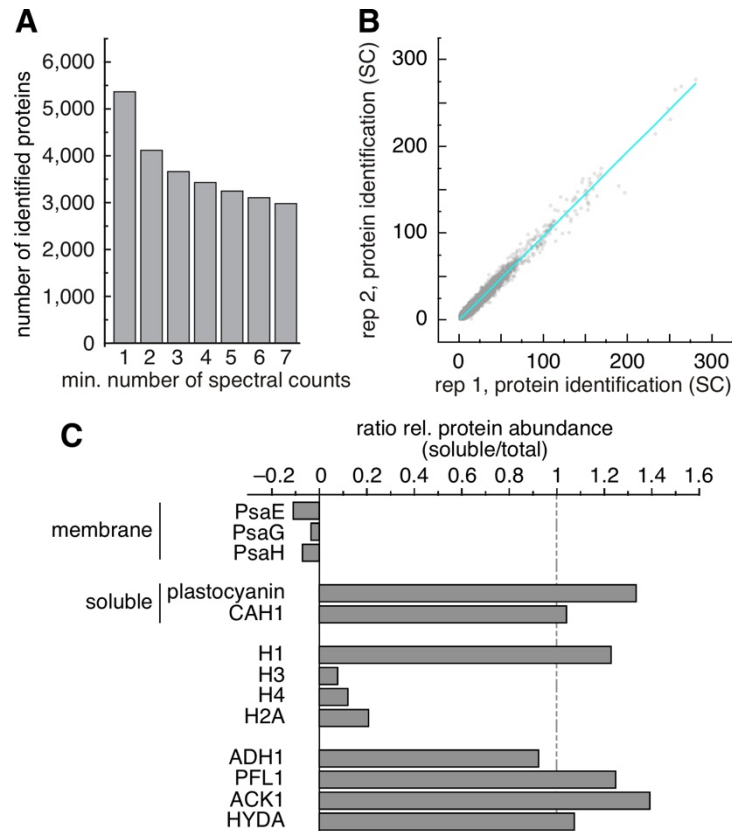 A
number of identified proteins
6,000
5,000
4,000
3,000
2,000
1,000
0
1 2 3 4 5 6 7
min. number of spectral counts
B
rep 2, protein identification (SC)
300
200
100
0
0 100 200 300
rep 1, protein identification (SC)
C
ratio rel. protein abundance
(soluble/total)
–0.2 0 0.2 0.4 0.6 0.8 1 1.2 1.4 1.6
membrane
PsaE
PsaG
PsaH
soluble
plastocyanin
CAH1
H1
H3
H4
H2A
ADH1
PFL1
ACK1
HYDA